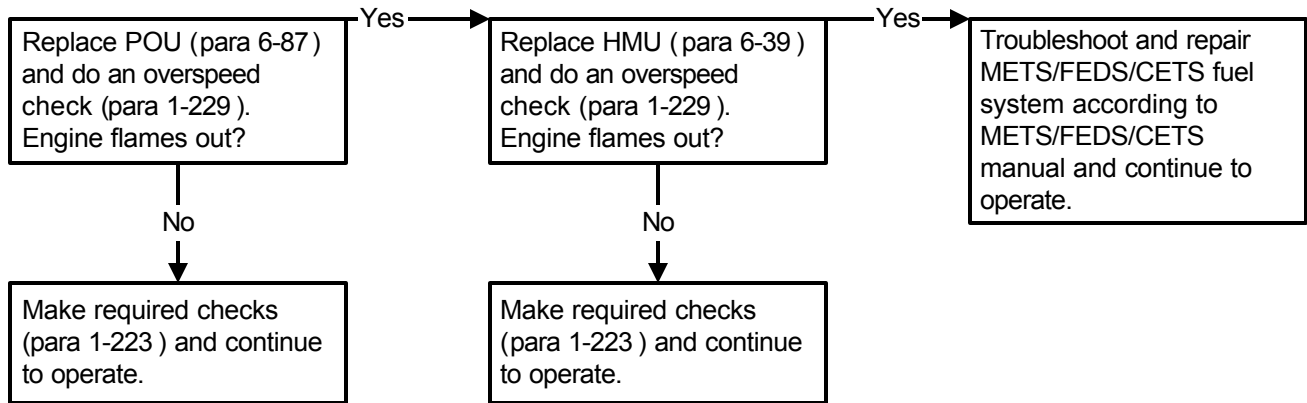 Replace POU (para 6-87)
and do an overspeed
check (para 1-229).
Engine flames out?
Yes
Replace HMU (para 6-39)
and do an overspeed
check (para 1-229).
Engine flames out?
Yes
Troubleshoot and repair
METS/FEDS/CETS fuel
system according to
METS/FEDS/CETS
manual and continue to
operate.
No
No
Make required checks
(para 1-223) and continue
to operate.
Make required checks
(para 1-223) and continue
to operate.